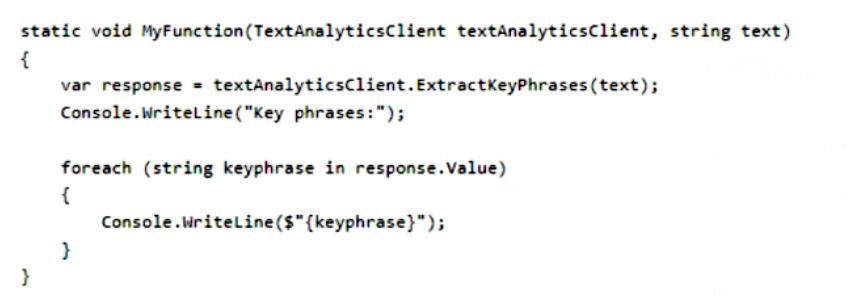 static void MyFunction(TextAnalyticsClient textAnalyticsClient, string text)
{
    var response = textAnalyticsClient.ExtractKeyPhrases(text);
    Console.WriteLine("Key phrases:");

    foreach (string keyphrase in response.Value)
    {
        Console.WriteLine($"{keyphrase}");
    }
}